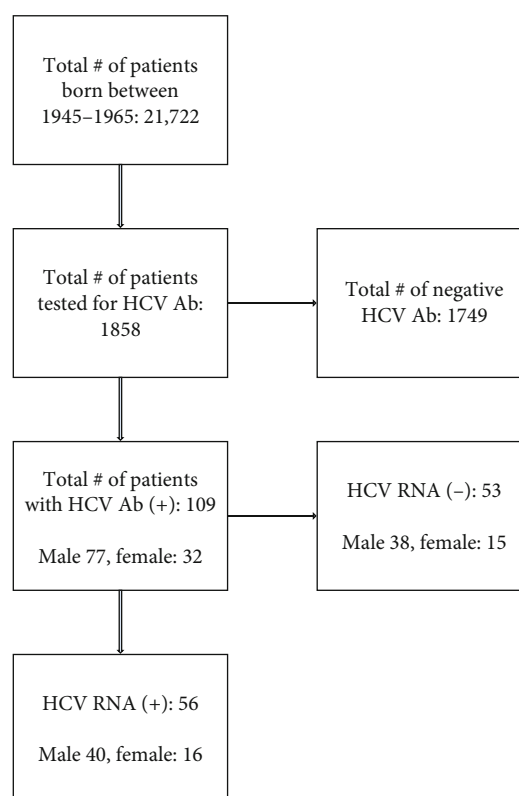 Total # of patients
born between
1945–1965: 21,722
Total # of patients
tested for HCV Ab:
1858
Total # of negative
HCV Ab: 1749
Total # of patients
with HCV Ab (+): 109
Male 77, female: 32
HCV RNA (–): 53
Male 38, female: 15
HCV RNA (+): 56
Male 40, female: 16